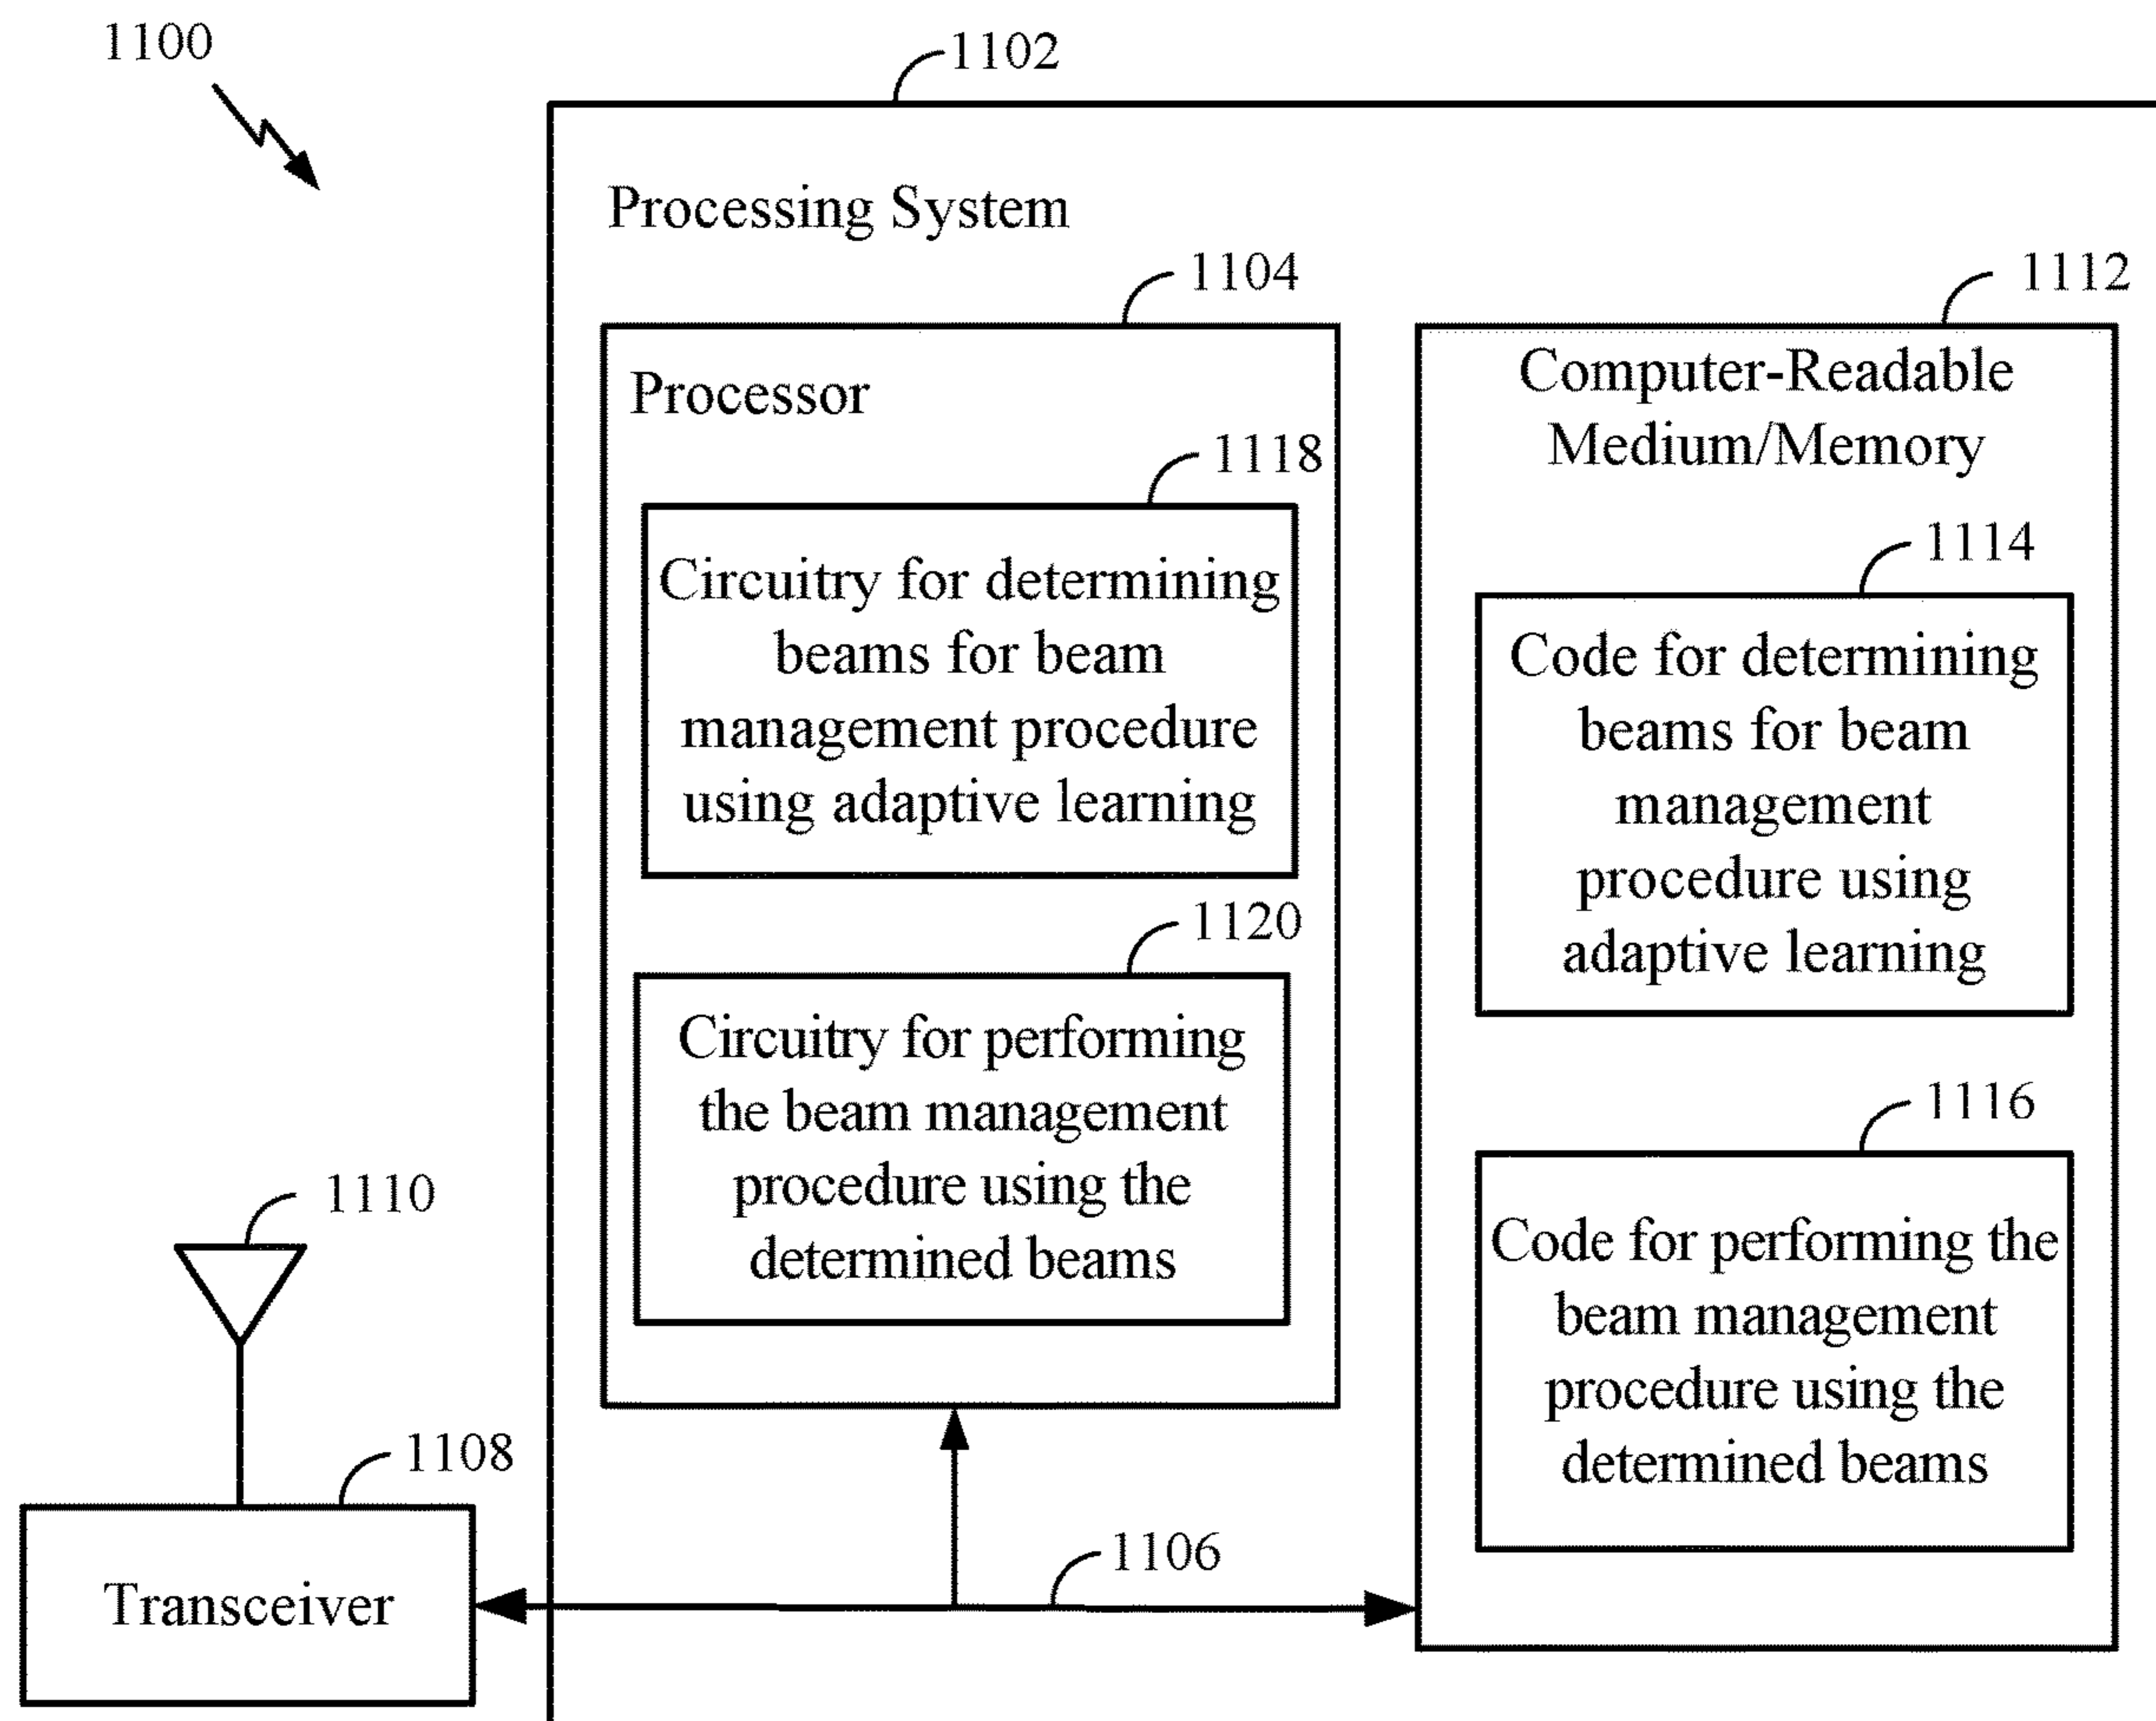 1100
1102
Processing System
1104
1112
Processor
Computer-Readable
Medium/Memory
1118
Circuitry for determining
beams for beam
management procedure
using adaptive learning
1114
Code for determining
beams for beam
management
procedure using
adaptive learning
1120
Circuitry for performing
the beam management
procedure using the
determined beams
1116
Code for performing the
beam management
procedure using the
determined beams
1110
1108
Transceiver
1106